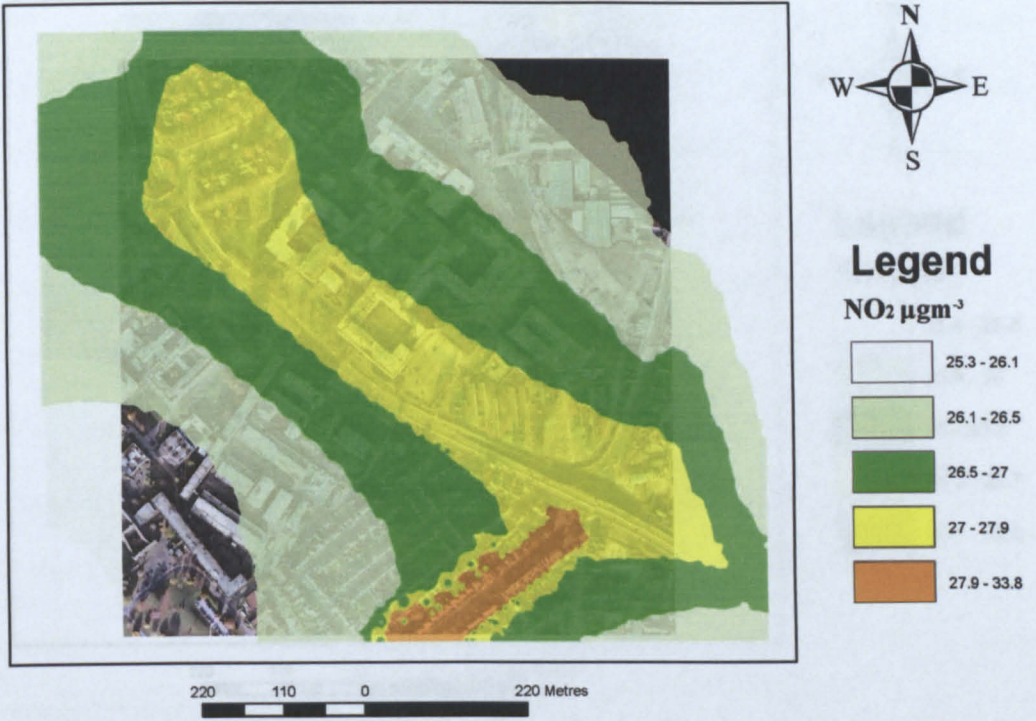 N
W E
S
Legend
NO₂ µgm⁻³
25.3 - 26.1
26.1 - 26.5
26.5 - 27
27 - 27.9
27.9 - 33.8
220 110 0 220 Metres